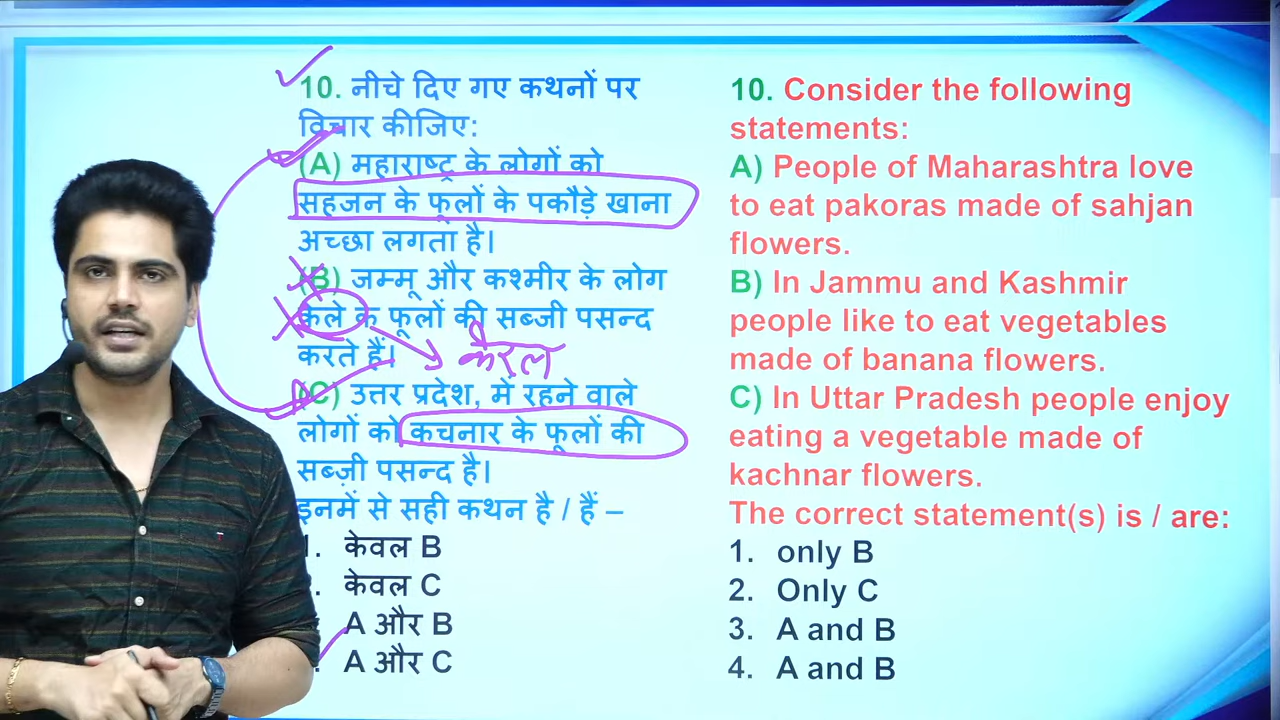 10. नीचे दिए गए कथनों पर
विचार कीजिए:
(A) महाराष्ट्र के लोगों को
सहजन के फूलों के पकौड़े खाना
अच्छा लगता है।
(B) जम्मू और कश्मीर के लोग
केले के फूलों की सब्जी पसन्द
करते हैं।
केरल
(C) उत्तर प्रदेश, में रहने वाले
लोगों को कचनार के फूलों की
सब्ज़ी पसन्द है।
इनमें से सही कथन है / हैं –
1. केवल B
केवल C
A और B
A और C
10. Consider the following
statements:
A) People of Maharashtra love
to eat pakoras made of sahjan
flowers.
B) In Jammu and Kashmir
people like to eat vegetables
made of banana flowers.
C) In Uttar Pradesh people enjoy
eating a vegetable made of
kachnar flowers.
The correct statement(s) is / are:
1. only B
2. Only C
3. A and B
4. A and B